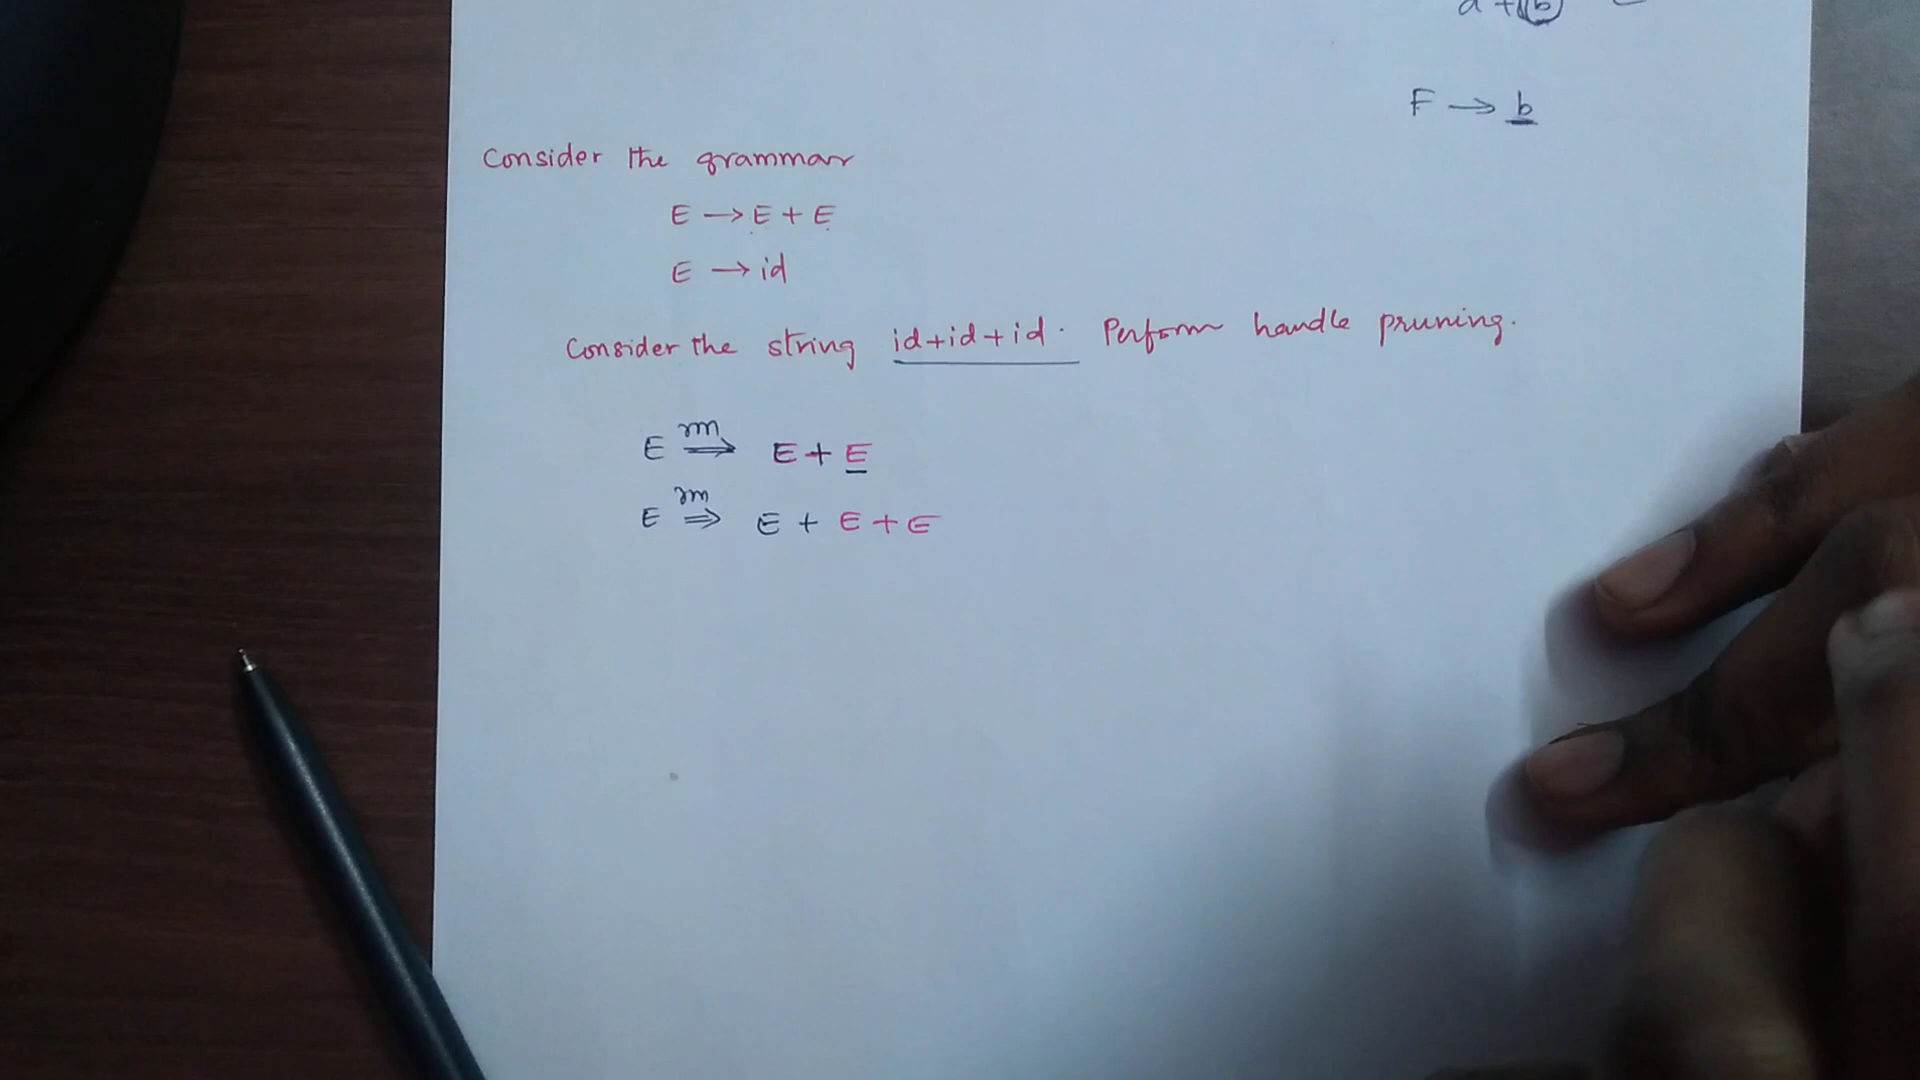 a + b
F → b
Consider the grammar
E → E + E
E → id
Consider the string id+id+id. Perform handle pruning.
E rm⇒ E + E
E rm⇒ E + E + E